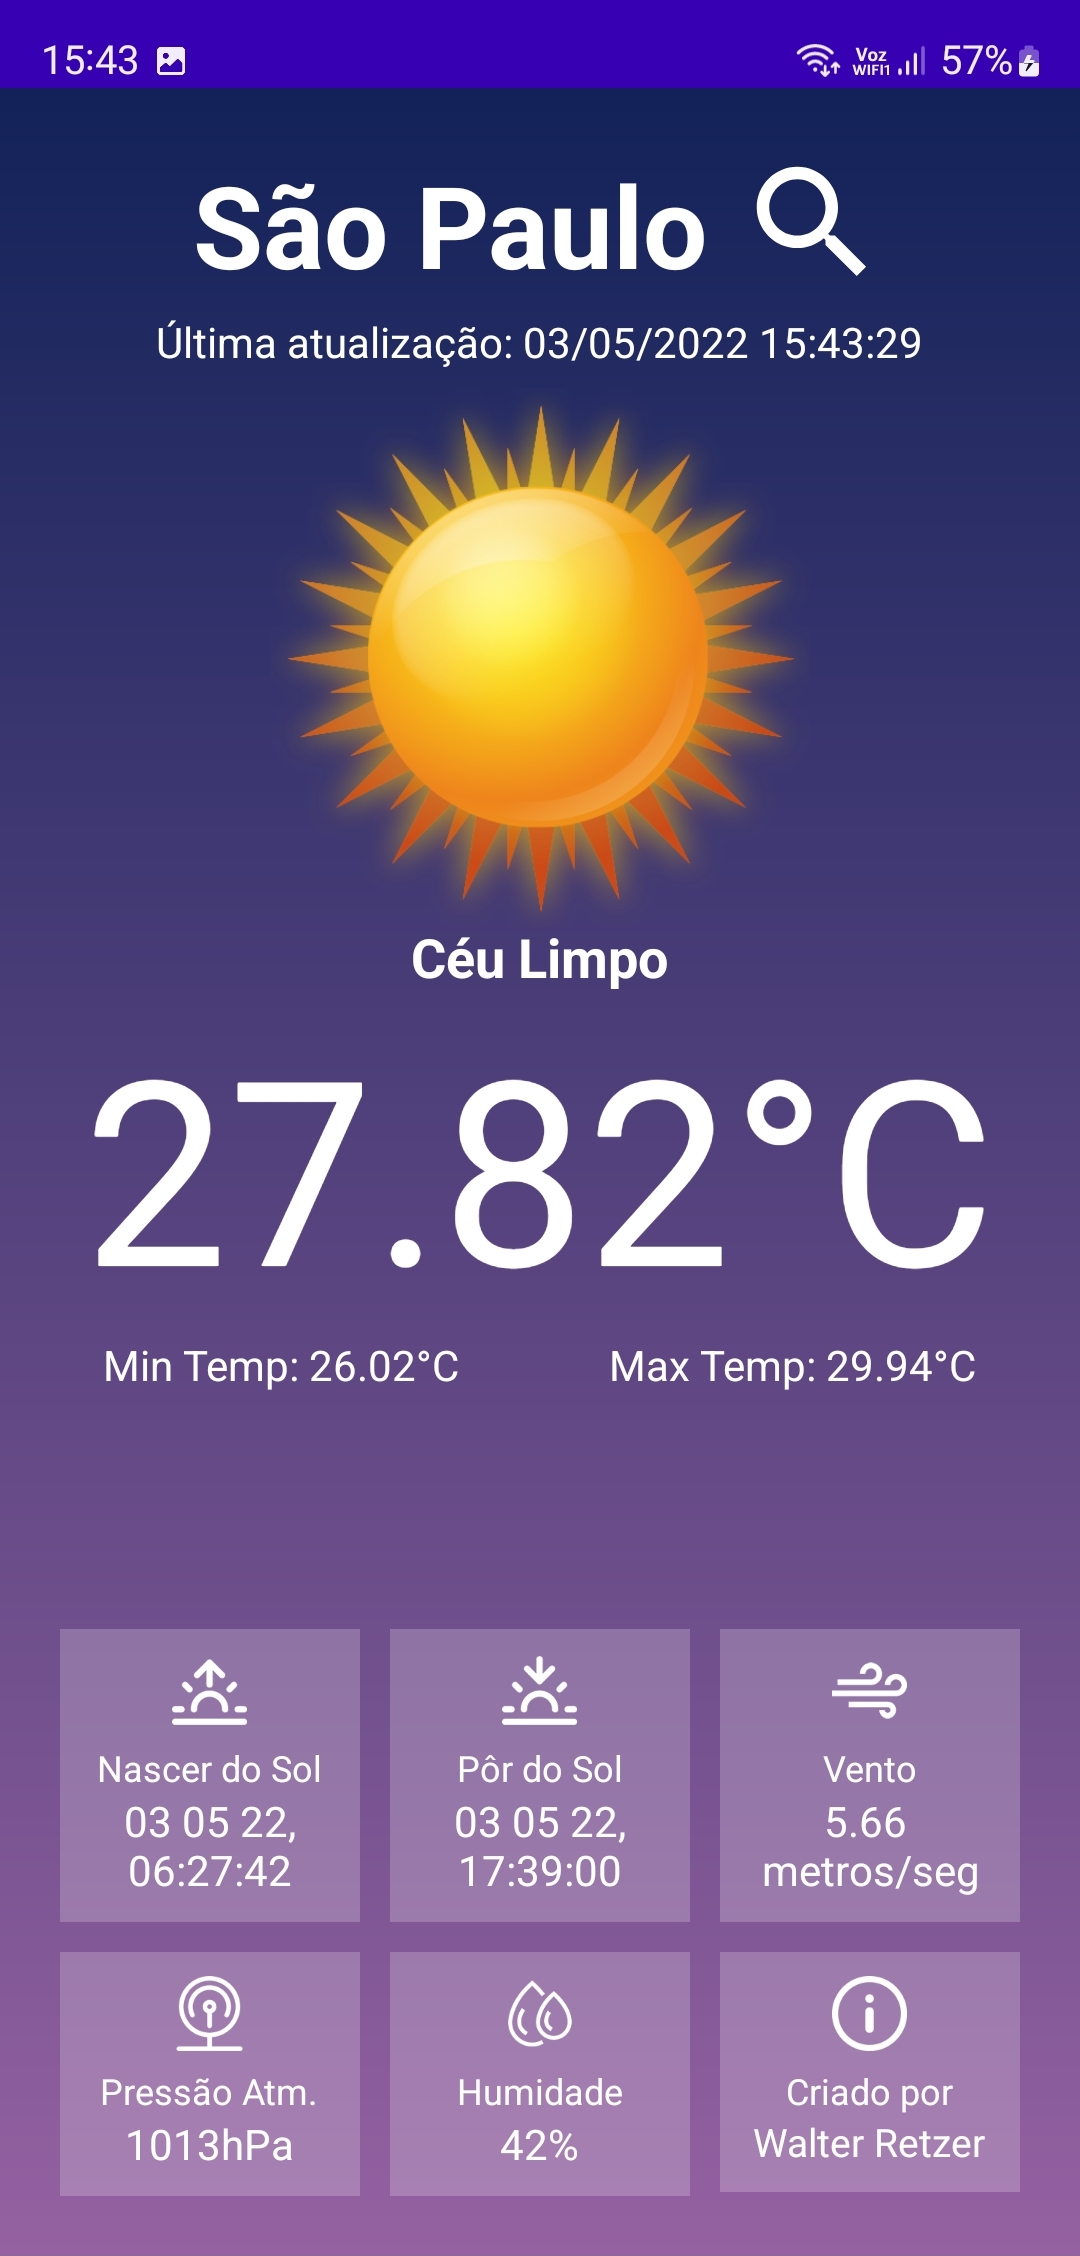 15:43 Voz WIFI1 57%
São Paulo
Última atualização: 03/05/2022 15:43:29
Céu Limpo
27.82°C
Min Temp: 26.02°C Max Temp: 29.94°C
Nascer do Sol
03 05 22,
06:27:42
Pôr do Sol
03 05 22,
17:39:00
Vento
5.66
metros/seg
Pressão Atm.
1013hPa
Humidade
42%
Criado por
Walter Retzer